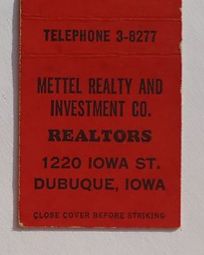 TELEPHONE 3-8277
METTEL REALTY AND
INVESTMENT CO.
REALTORS
1220 IOWA ST.
DUBUQUE, IOWA
CLOSE COVER BEFORE STRIKING